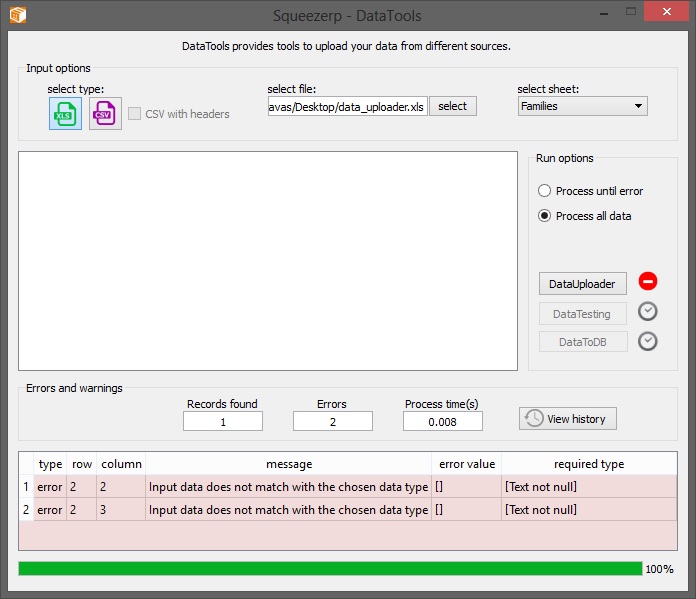 Squeezerp - DataTools
DataTools provides tools to upload your data from different sources.
Input options
select type: select file: select sheet:
XLS CSV CSV with headers avas/Desktop/data_uploader.xls select Families
Run options
Process until error
Process all data
DataUploader
DataTesting
DataToDB
Errors and warnings
Records found Errors Process time(s)
1 2 0.008 View history
type row column message error value required type
1 error 2 2 Input data does not match with the chosen data type [] [Text not null]
2 error 2 3 Input data does not match with the chosen data type [] [Text not null]
100%